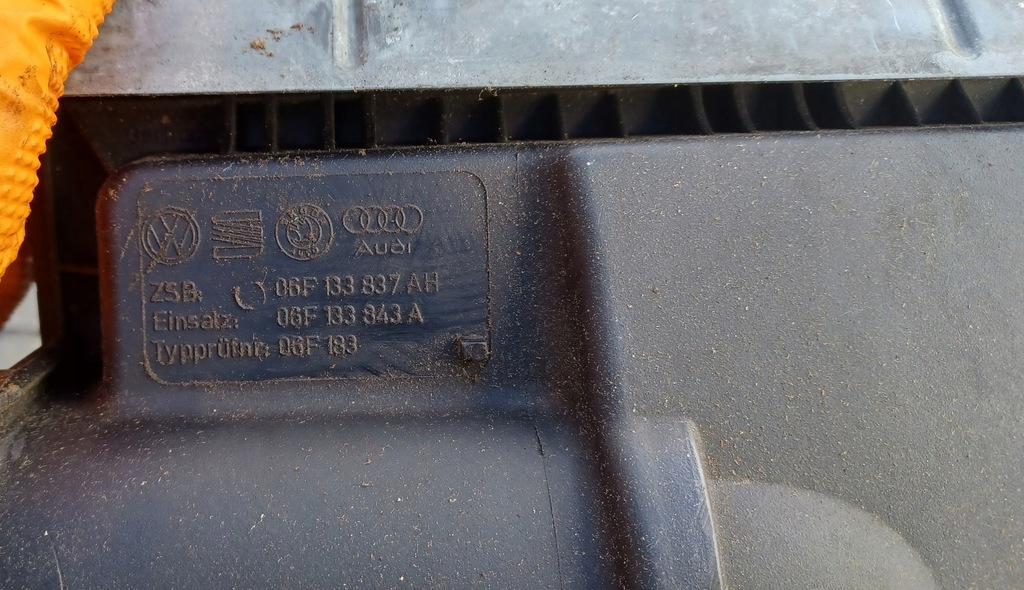 Audi
ZSB: 06F 133 837 AH
Einsatz: 06F 133 843 A
Typprüfnr: 06F 133